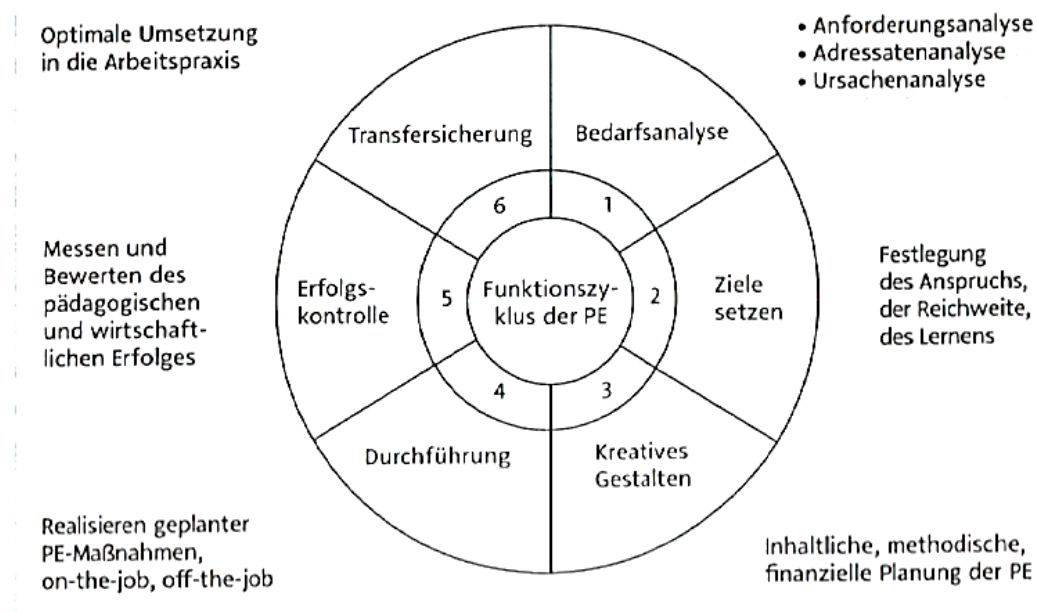 Optimale Umsetzung
in die Arbeitspraxis
• Anforderungsanalyse
• Adressatenanalyse
• Ursachenanalyse
Transfersicherung
Bedarfsanalyse
6
1
Messen und
Bewerten des
pädagogischen
und wirtschaft-
lichen Erfolges
Erfolgs-
kontrolle
5
Funktionszy-
klus der PE
2
Ziele
setzen
Festlegung
des Anspruchs,
der Reichweite,
des Lernens
4
3
Durchführung
Kreatives
Gestalten
Realisieren geplanter
PE-Maßnahmen,
on-the-job, off-the-job
Inhaltliche, methodische,
finanzielle Planung der PE